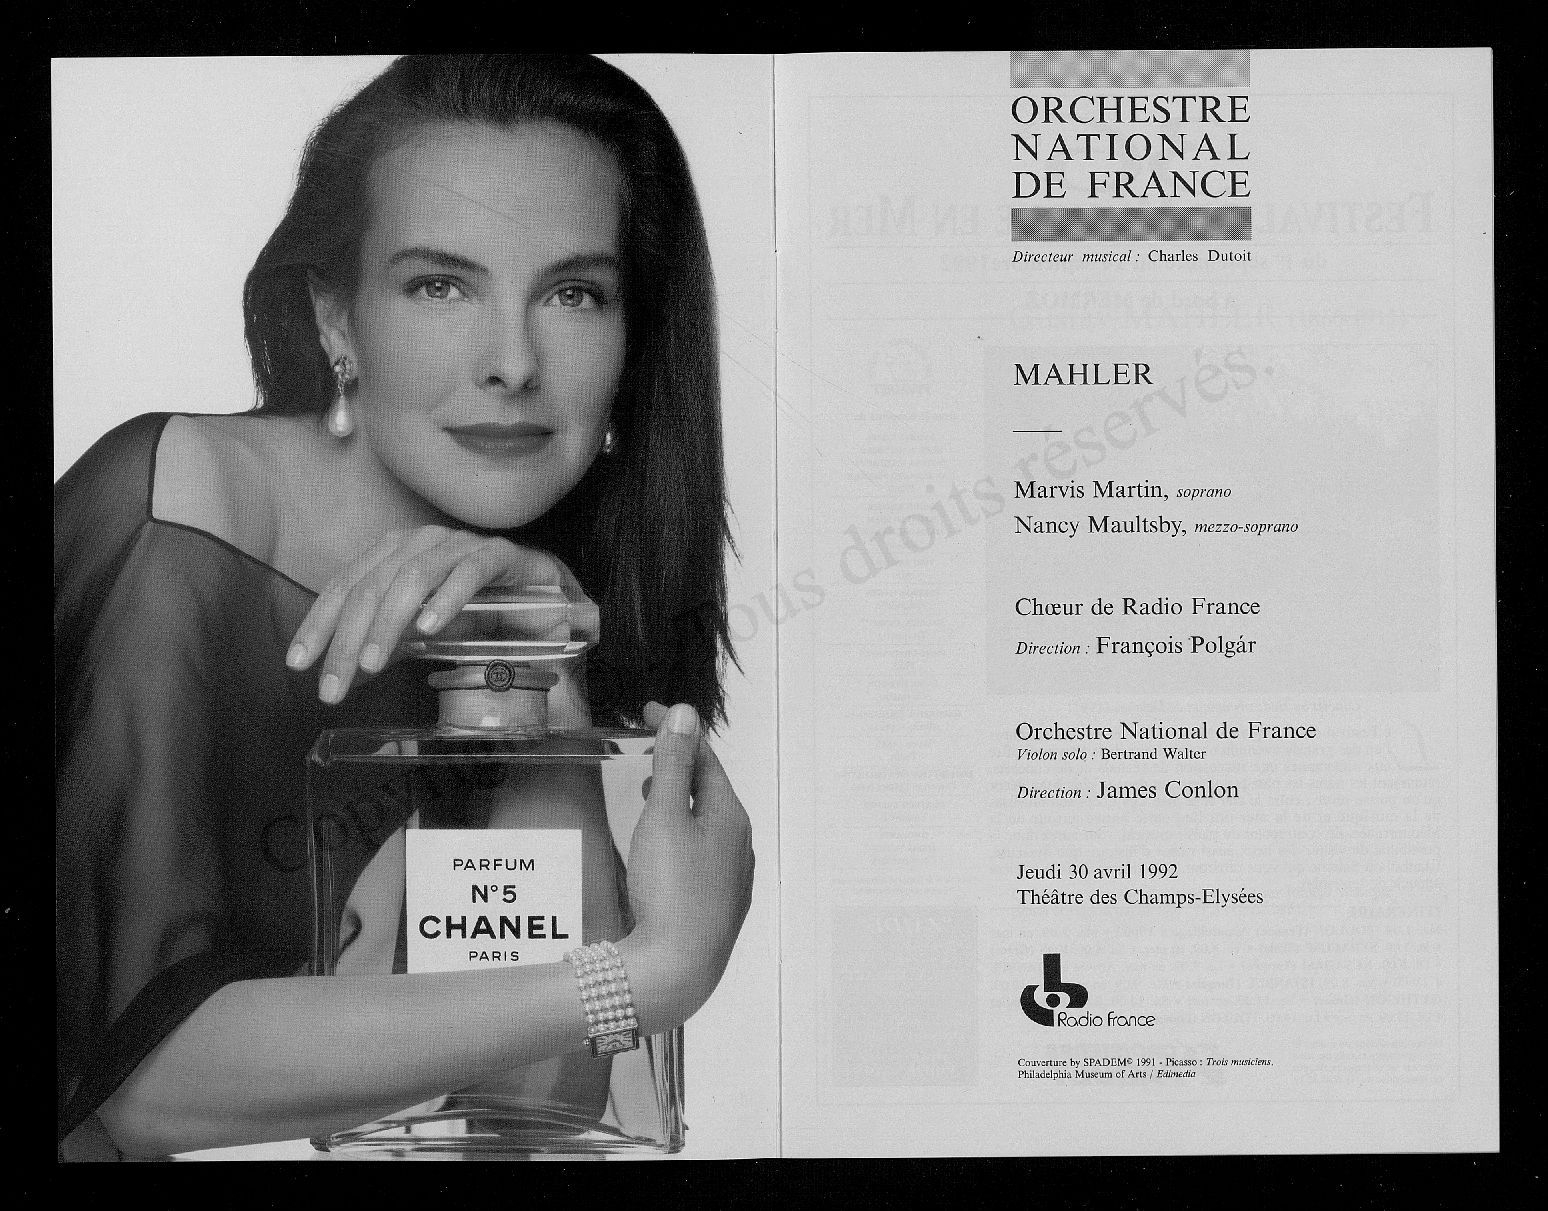 PARFUM
N°5
CHANEL
PARIS
ORCHESTRE
NATIONAL
DE FRANCE
Directeur musical : Charles Dutoit
MAHLER
Marvis Martin, soprano
Nancy Maultsby, mezzo-soprano
Chœur de Radio France
Direction : François Polgár
Orchestre National de France
Violon solo : Bertrand Walter
Direction : James Conlon
Jeudi 30 avril 1992
Théâtre des Champs-Elysées
Radio France
Couverture by SPADEM© 1991 - Picasso : Trois musiciens.
Philadelphia Museum of Arts / Edimedia
Tous droits réservés.